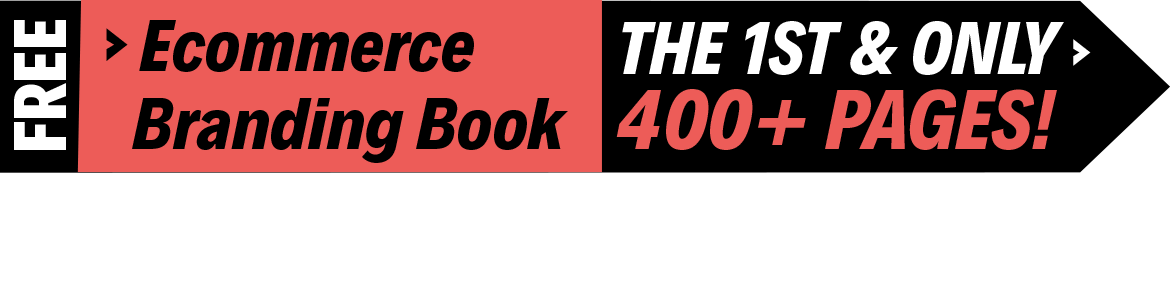 FREE
> Ecommerce
Branding Book
THE 1ST & ONLY >
400+ PAGES!